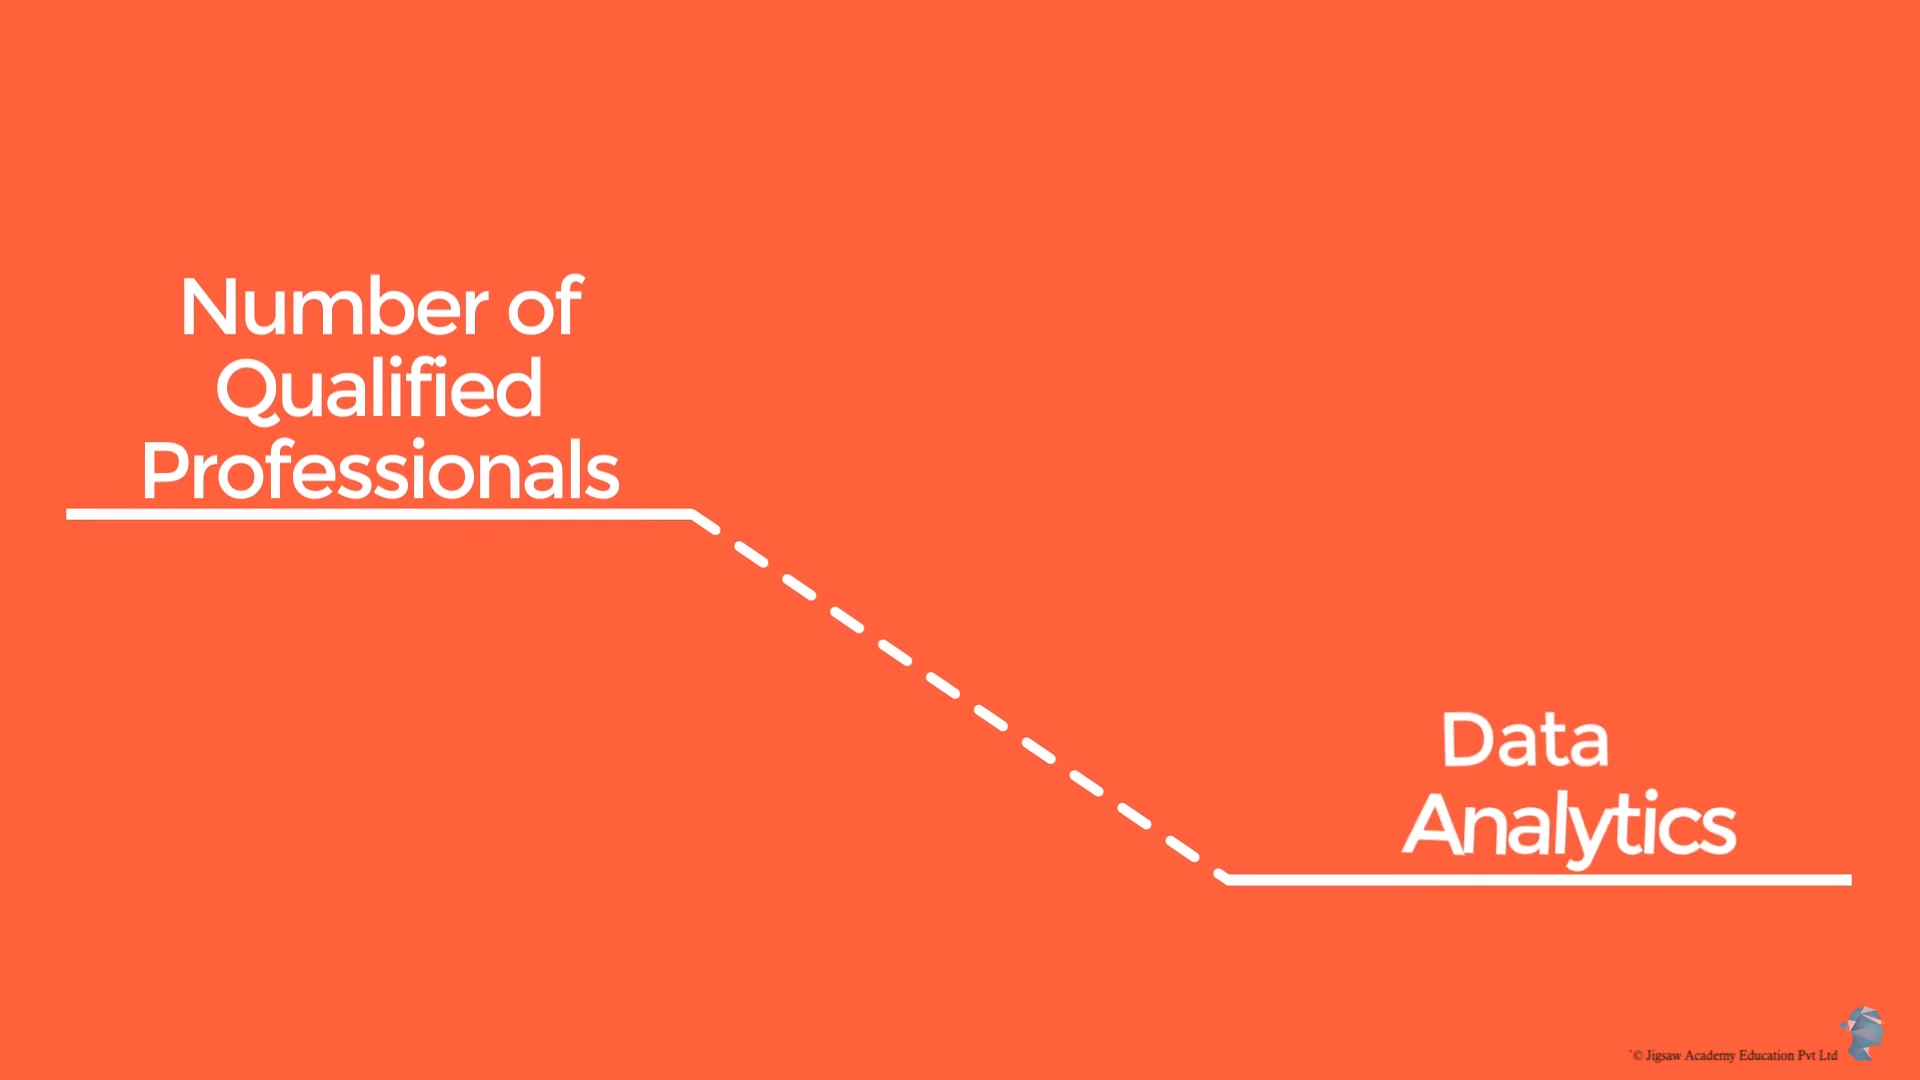 Number of
Qualified
Professionals
Data
Analytics
© Jigsaw Academy Education Pvt Ltd